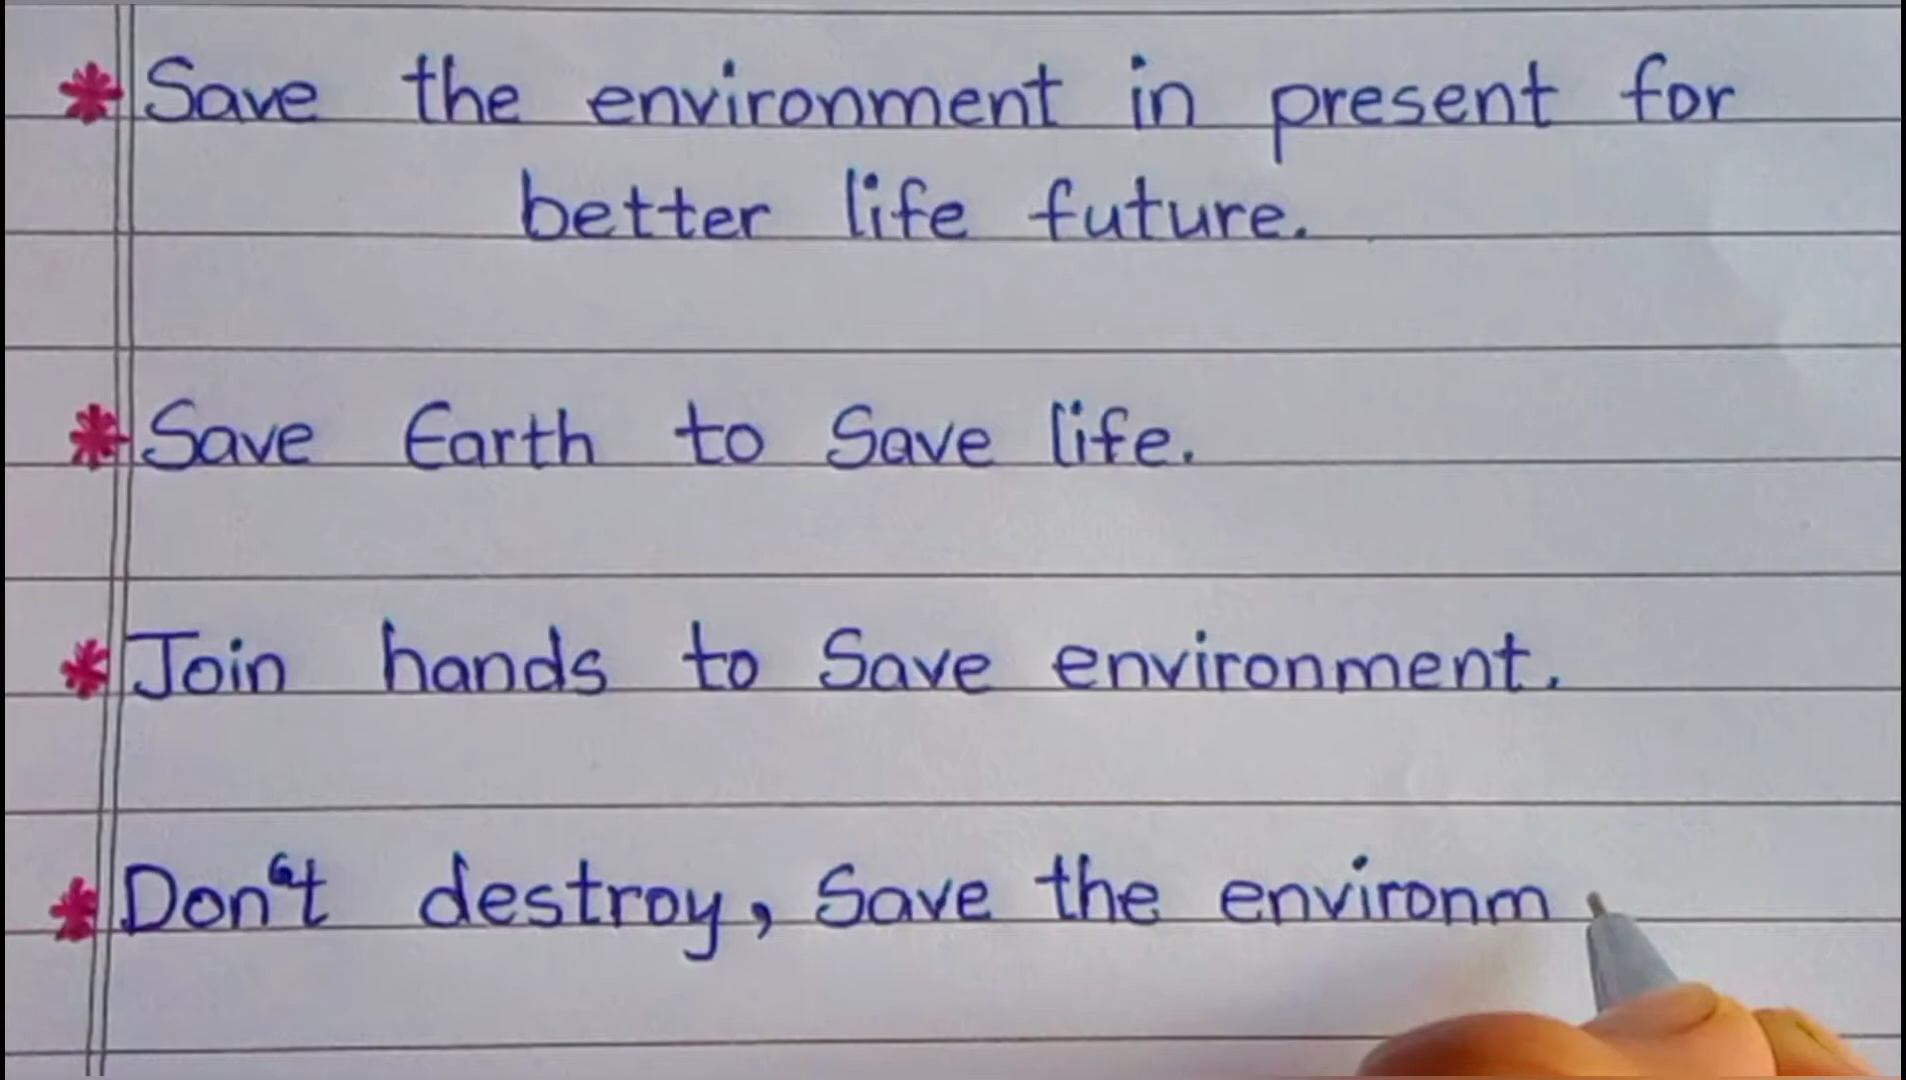 * Save the environment in present for
better life future.
* Save Earth to Save life.
* Join hands to Save environment.
* Don't destroy, Save the environm